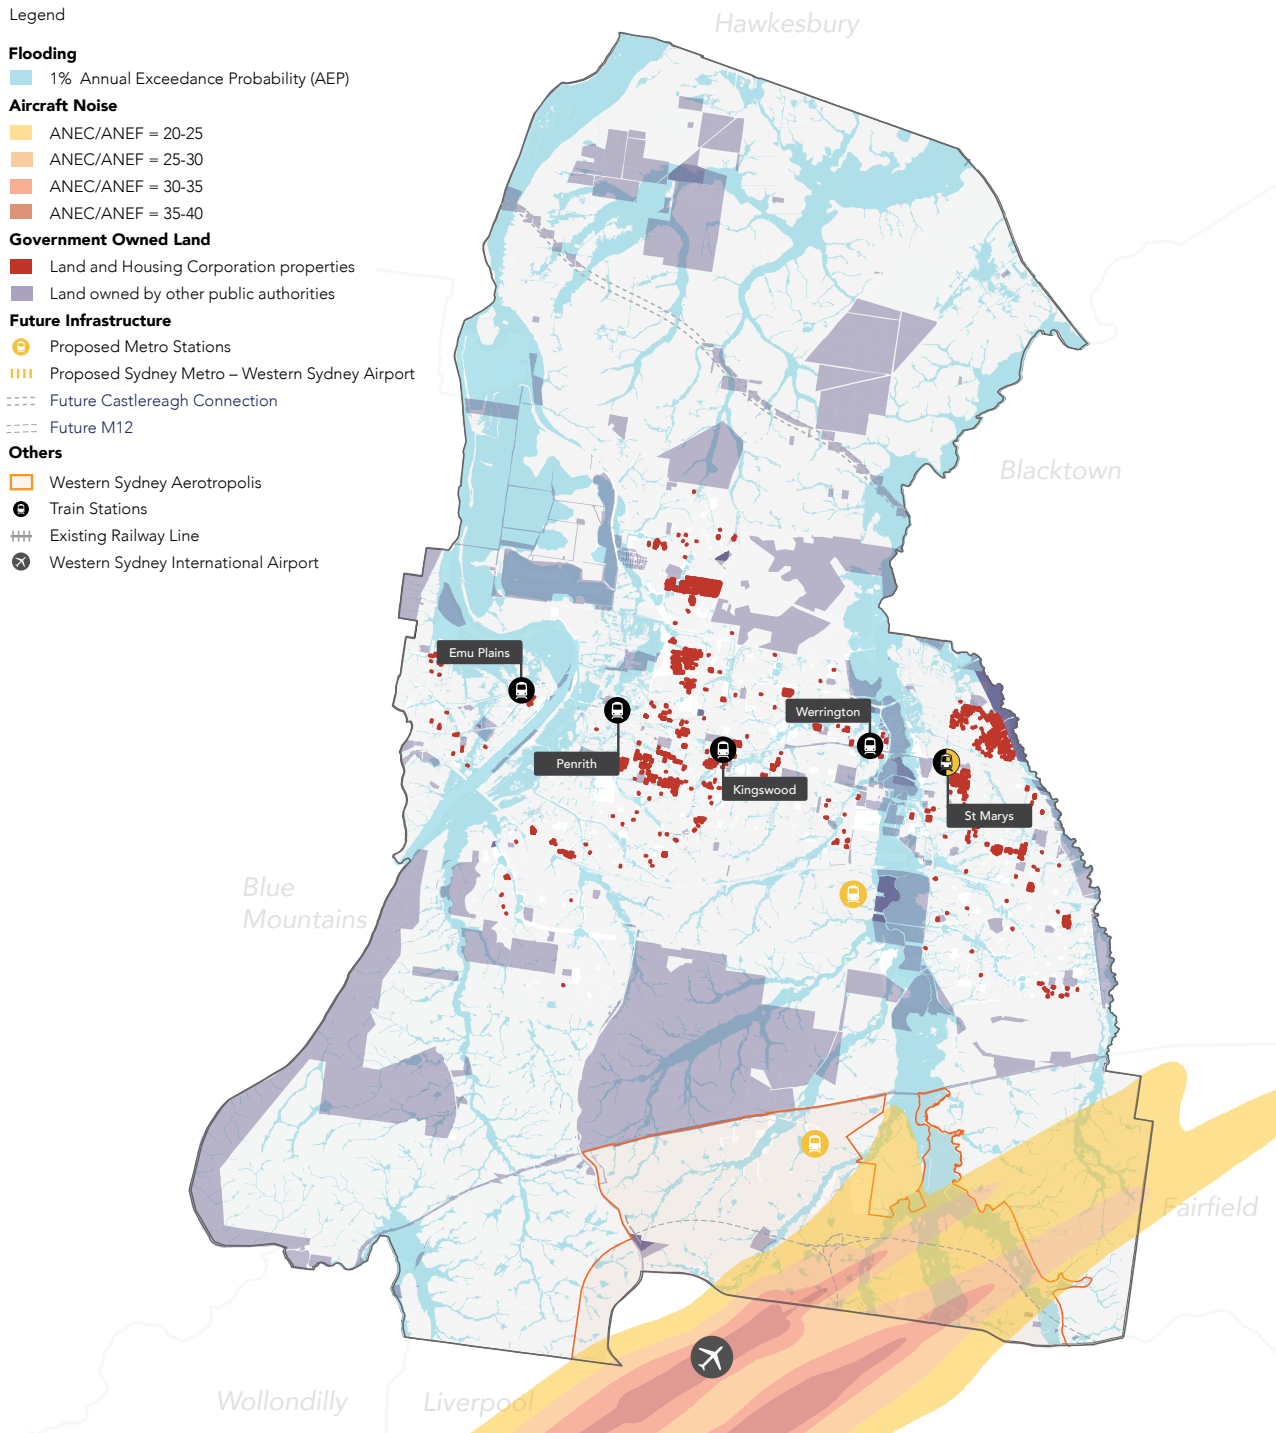 Legend
Flooding
1% Annual Exceedance Probability (AEP)
Aircraft Noise
ANEC/ANEF = 20-25
ANEC/ANEF = 25-30
ANEC/ANEF = 30-35
ANEC/ANEF = 35-40
Government Owned Land
Land and Housing Corporation properties
Land owned by other public authorities
Future Infrastructure
Proposed Metro Stations
Proposed Sydney Metro – Western Sydney Airport
Future Castlereagh Connection
Future M12
Others
Western Sydney Aerotropolis
Train Stations
Existing Railway Line
Western Sydney International Airport
Hawkesbury
Blacktown
Emu Plains
Werrington
Penrith
Kingswood
St Marys
Blue
Mountains
Fairfield
Wollondilly
Liverpool